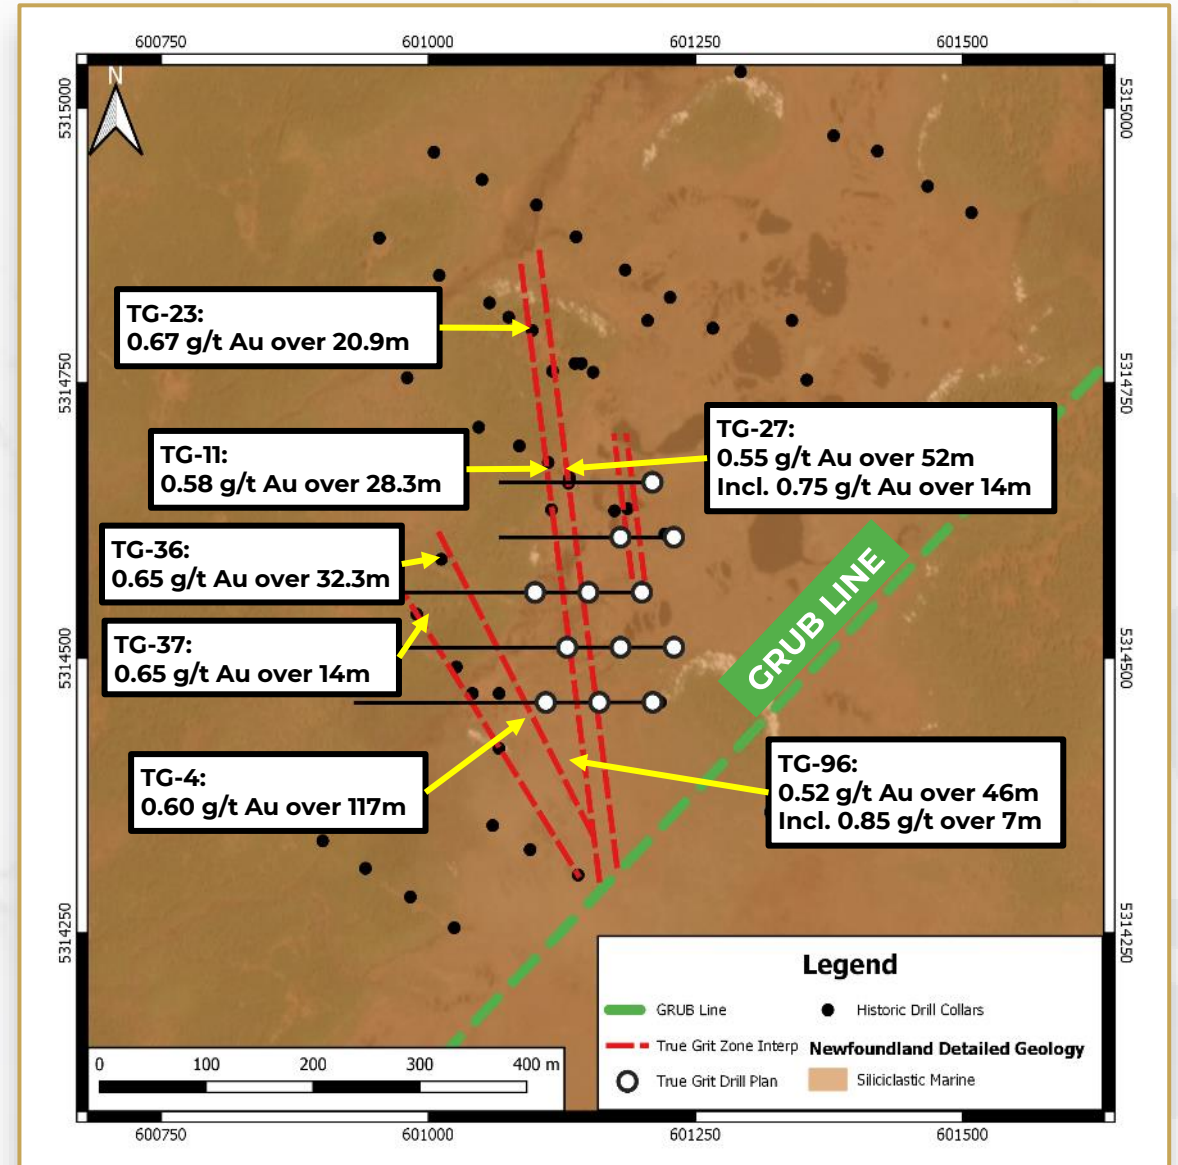 600750 601000 601250 601500
N
5315000 5315000
TG-23:
0.67 g/t Au over 20.9m
5314750 5314750
TG-27:
0.55 g/t Au over 52m
Incl. 0.75 g/t Au over 14m
TG-11:
0.58 g/t Au over 28.3m
TG-36:
0.65 g/t Au over 32.3m
GRUB LINE
TG-37:
0.65 g/t Au over 14m
5314500 5314500
TG-4:
0.60 g/t Au over 117m
TG-96:
0.52 g/t Au over 46m
Incl. 0.85 g/t over 7m
5314250 5314250
Legend
GRUB Line
Historic Drill Collars
True Grit Zone Interp
Newfoundland Detailed Geology
True Grit Drill Plan
Siliciclastic Marine
0 100 200 300 400 m
600750 601000 601250 601500